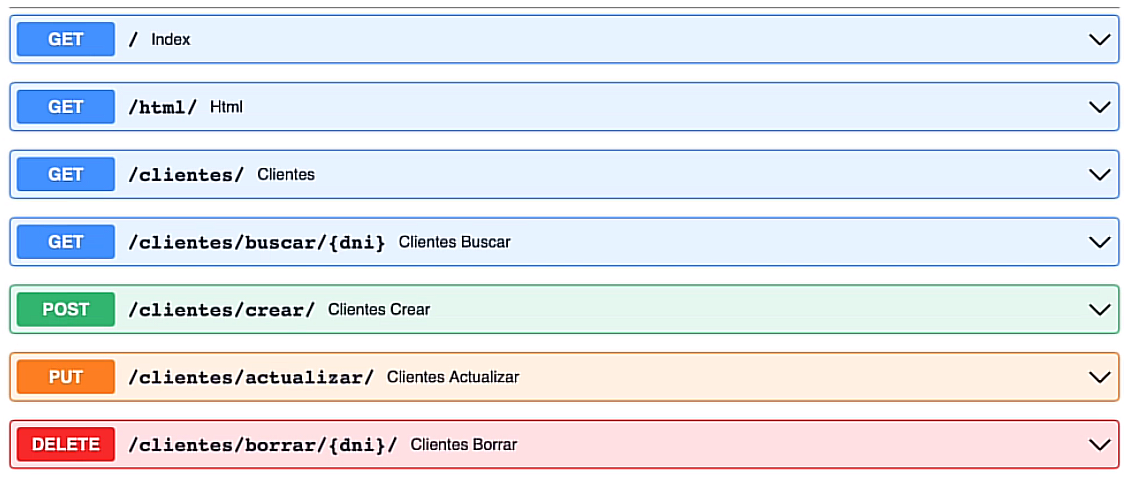 GET / Index
GET /html/ Html
GET /clientes/ Clientes
GET /clientes/buscar/{dni} Clientes Buscar
POST /clientes/crear/ Clientes Crear
PUT /clientes/actualizar/ Clientes Actualizar
DELETE /clientes/borrar/{dni}/ Clientes Borrar